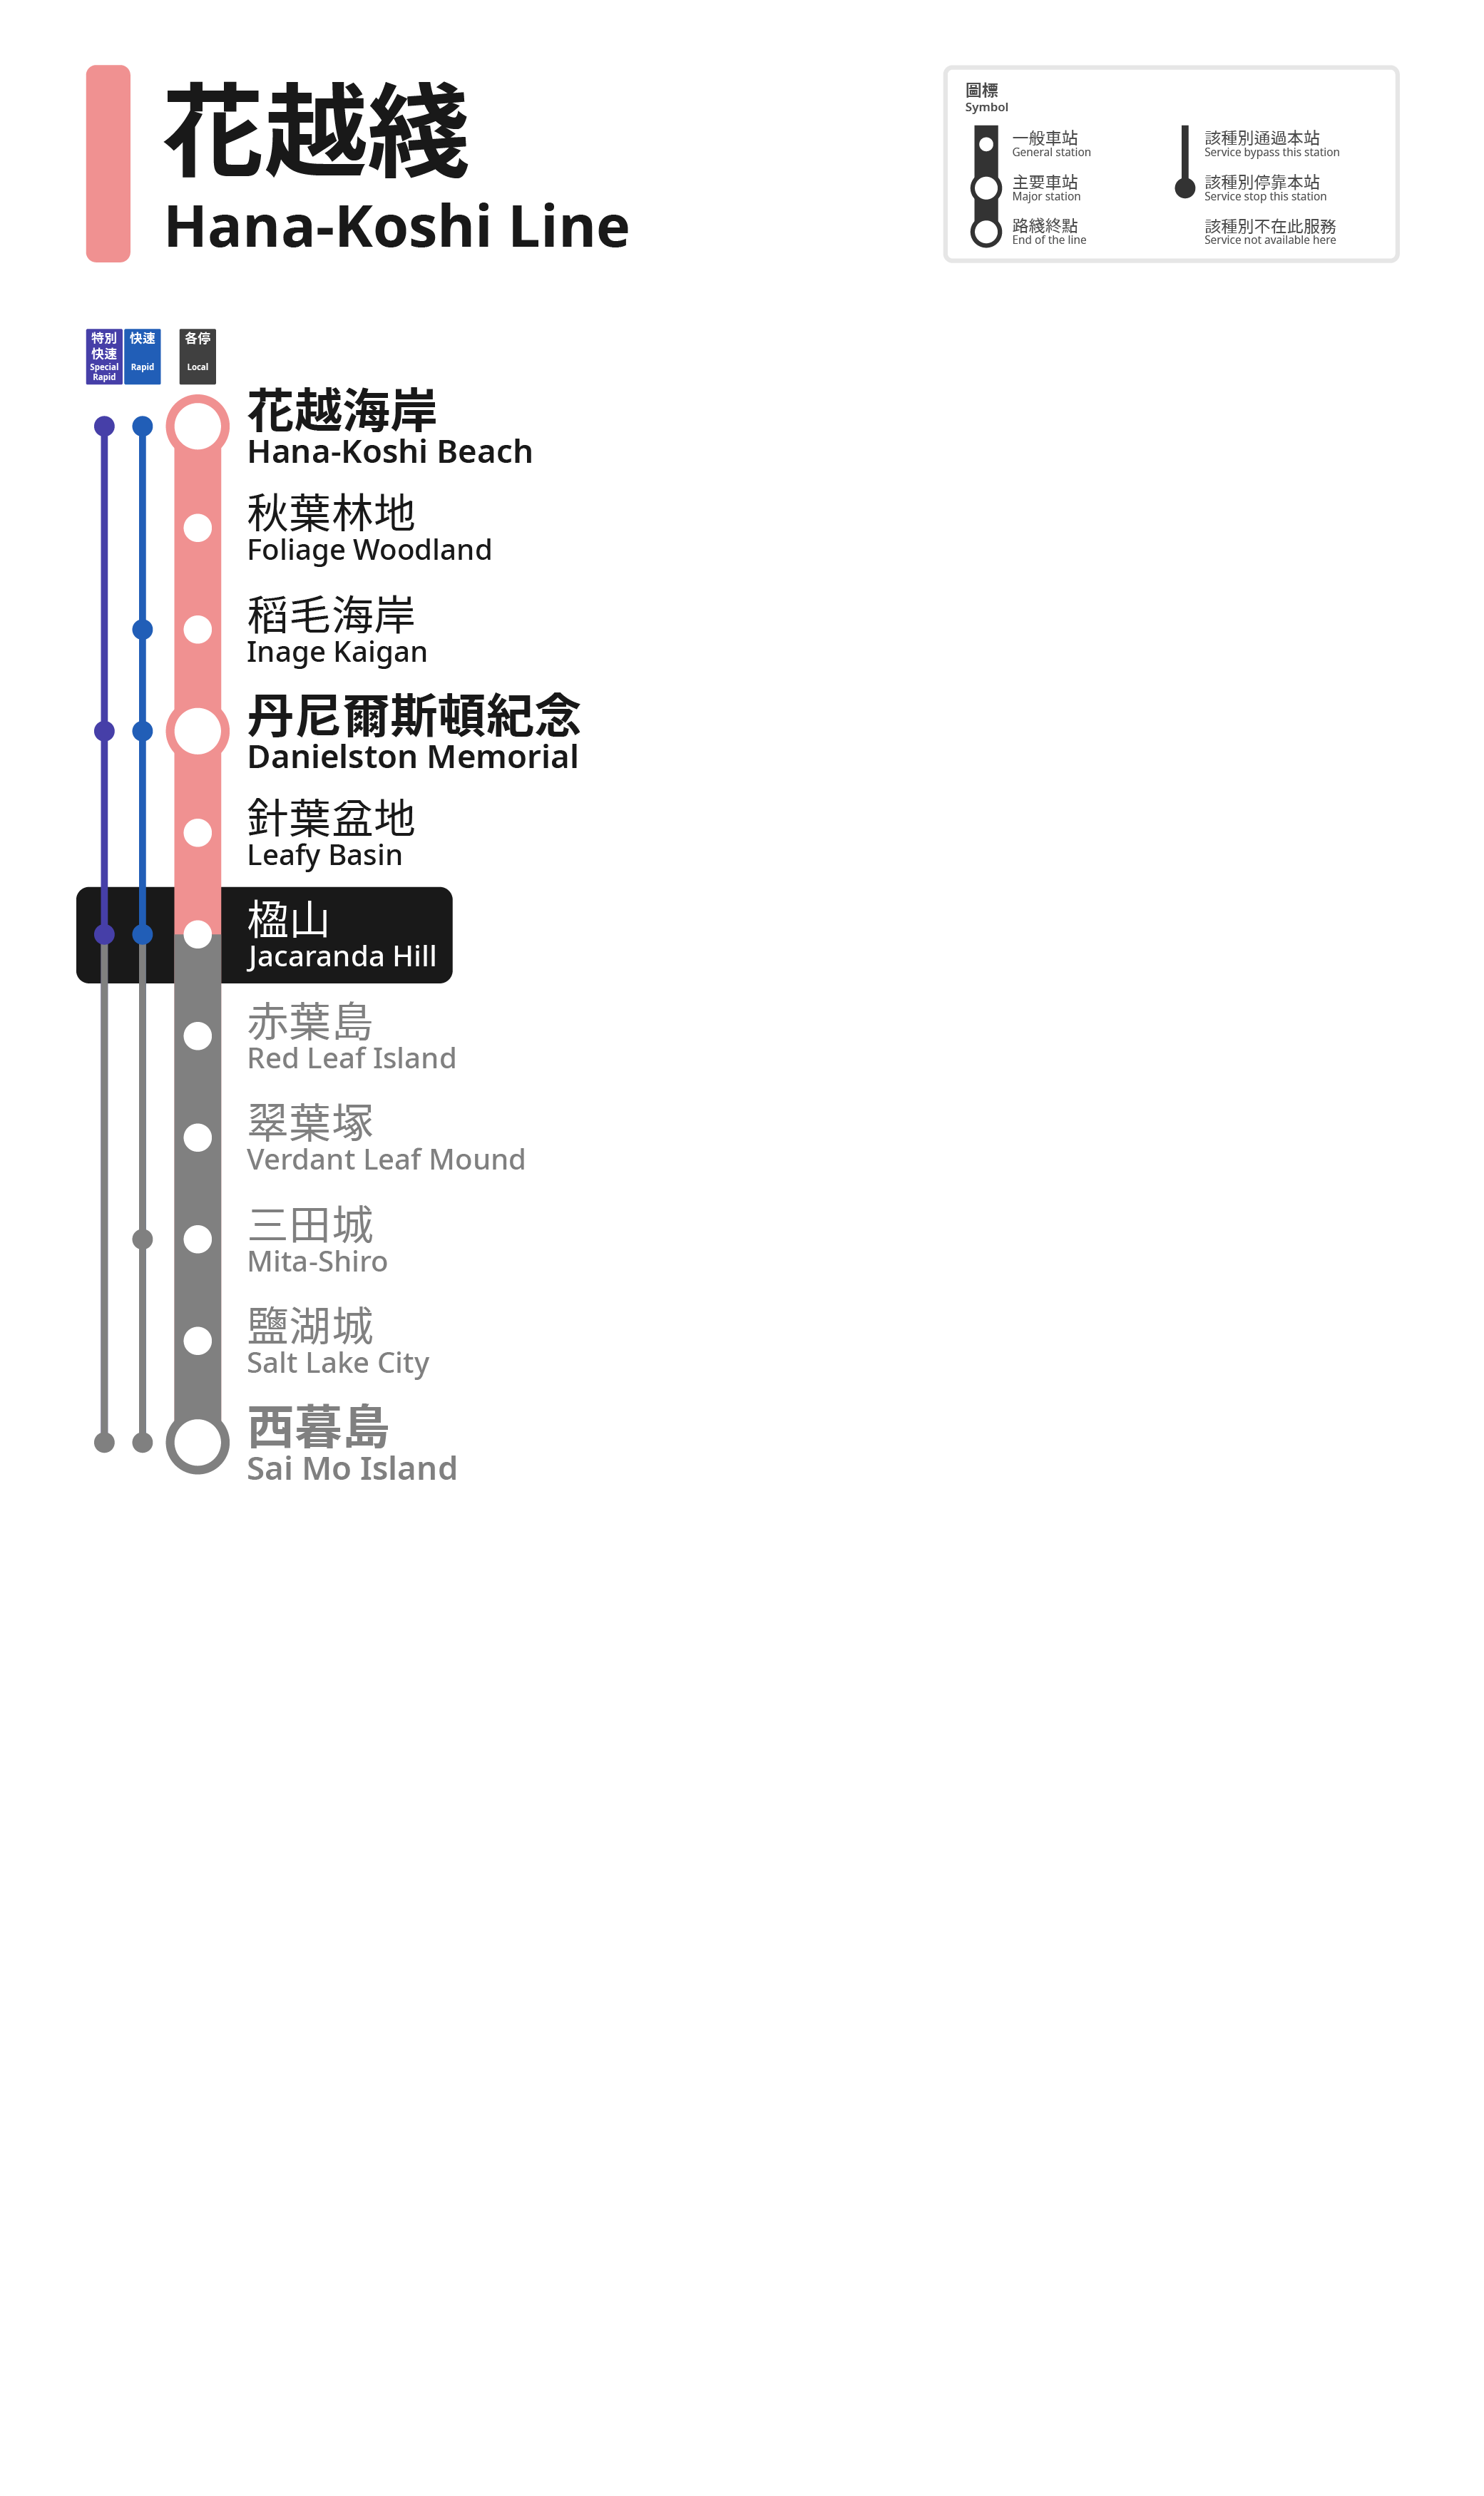 花越綫
Hana-Koshi Line
圖標
Symbol
一般車站
General station
主要車站
Major station
路綫終點
End of the line
該種別通過本站
Service bypass this station
該種別停靠本站
Service stop this station
該種別不在此服務
Service not available here
特別
快速
Special
Rapid
快速
Rapid
各停
Local
花越海岸
Hana-Koshi Beach
秋葉林地
Foliage Woodland
稻毛海岸
Inage Kaigan
丹尼爾斯頓紀念
Danielston Memorial
針葉盆地
Leafy Basin
楹山
Jacaranda Hill
赤葉島
Red Leaf Island
翠葉塚
Verdant Leaf Mound
三田城
Mita-Shiro
鹽湖城
Salt Lake City
西暮島
Sai Mo Island